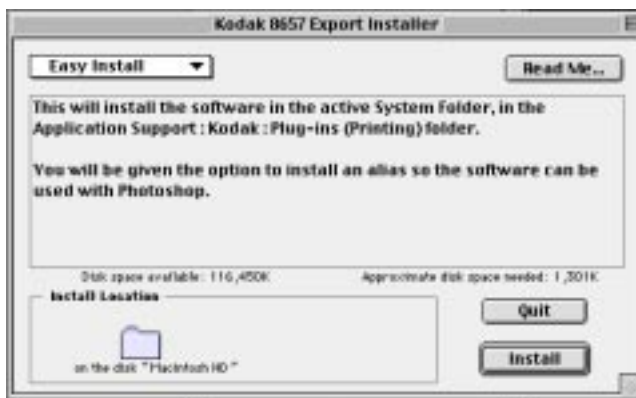 Kodak 8657 Export Installer
Easy Install
Read Me...
This will install the software in the active System Folder, in the
Application Support:Kodak:Plug-ins (Printing) folder.
You will be given the option to install an alias so the software can be
used with Photoshop.
Disk space available: 116,450K
Approximate disk space needed: 1,301K
Install Location
on the disk "Macintosh HD"
Quit
Install